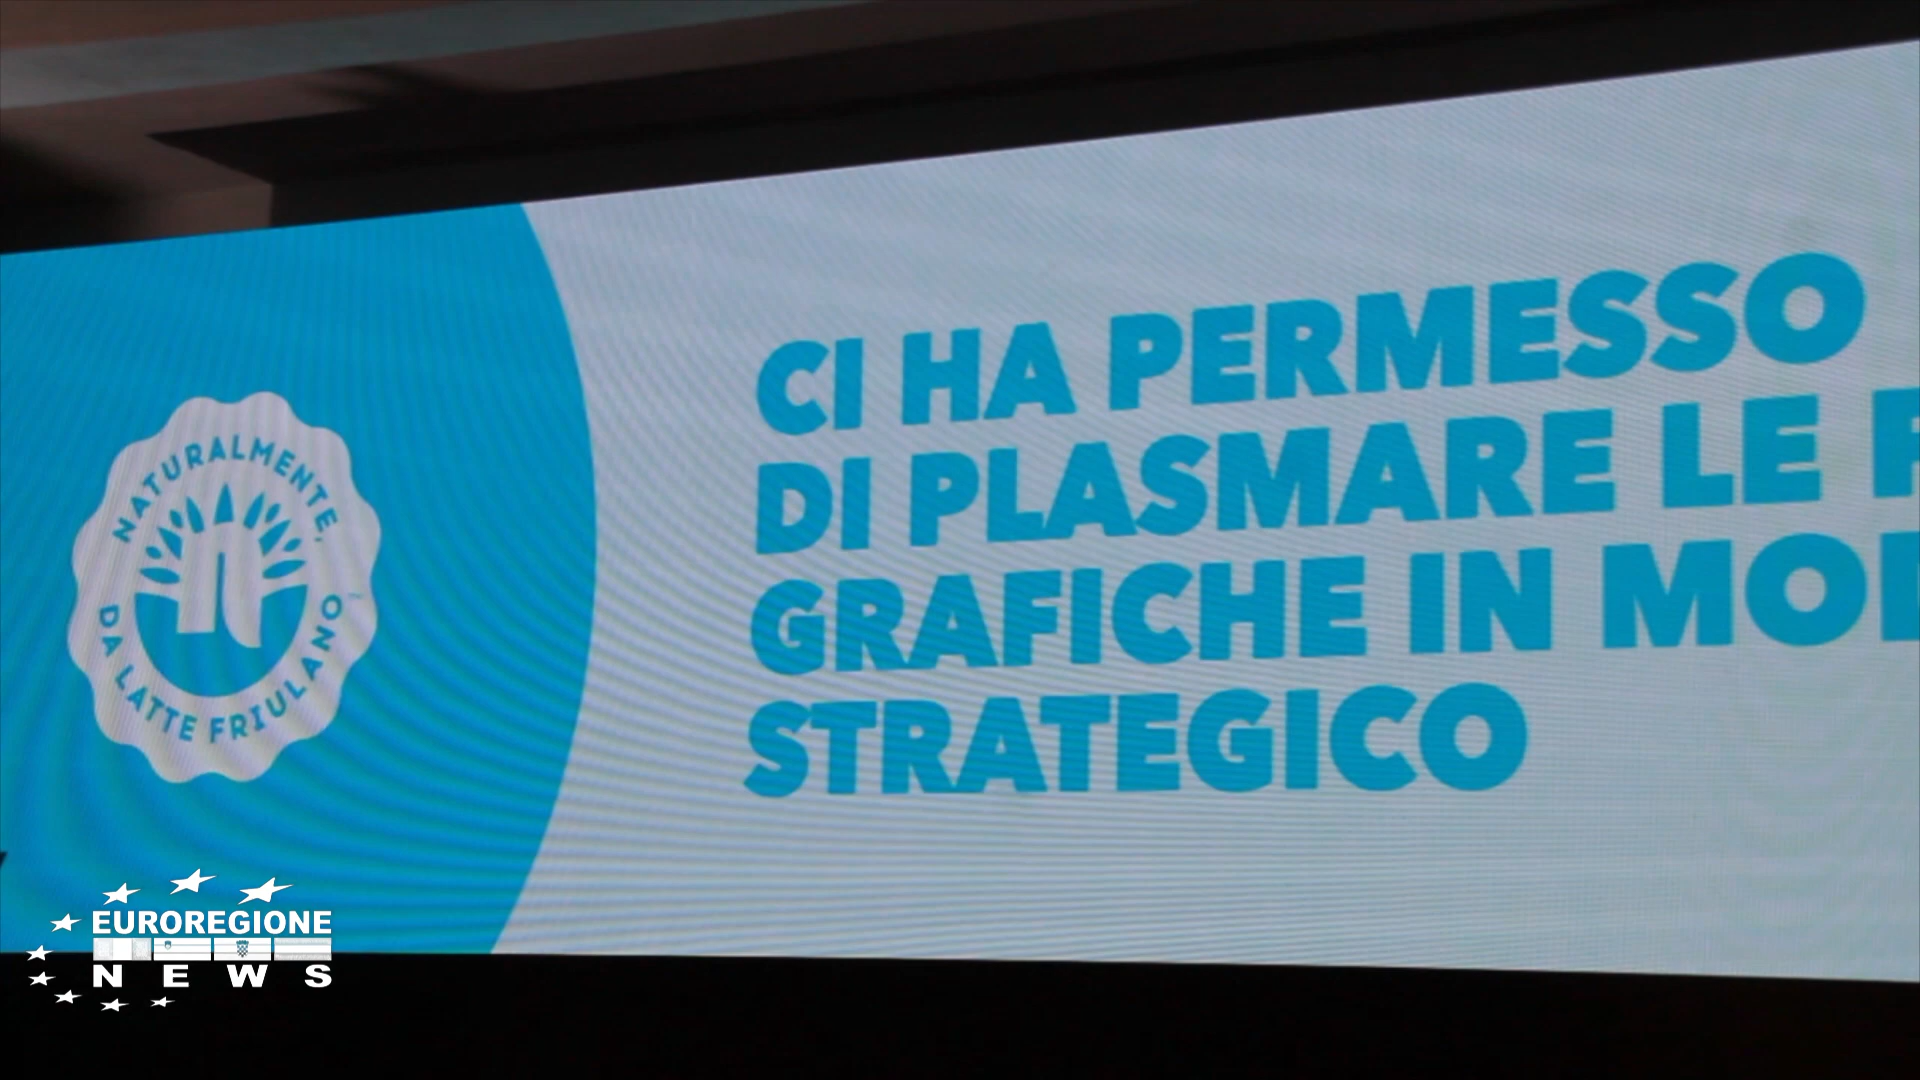 NATURALMENTE,
DA LATTE FRIULANO
CI HA PERMESSO
DI PLASMARE LE
GRAFICHE IN
STRATEGICO
EUROREGIONE
NEWS